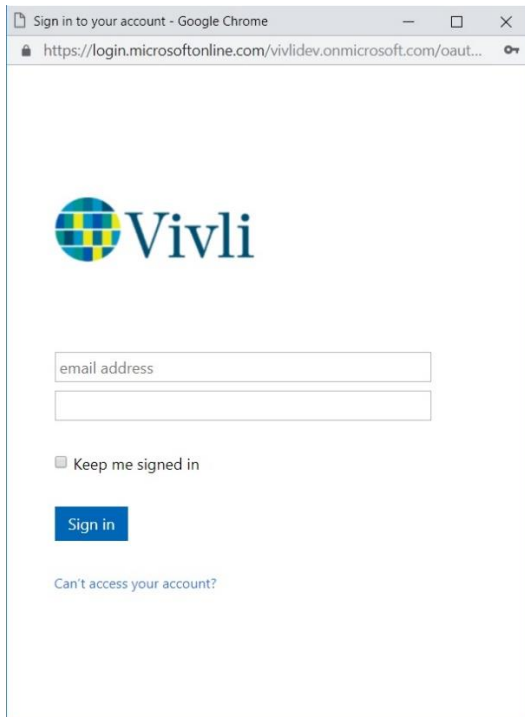 Sign in to your account - Google Chrome
https://login.microsoftonline.com/vivlidev.onmicrosoft.com/oaut...
Vivli
email address
Keep me signed in
Sign in
Can't access your account?